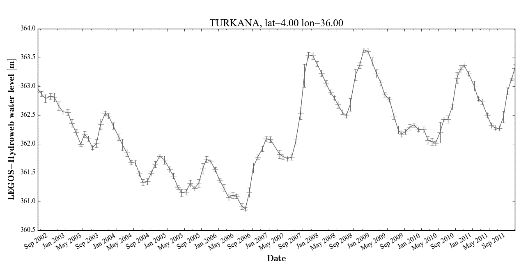 TURKANA, lat=4.00 lon=36.00
LEGOS-Hydroweb water level [m]
364.0
363.5
363.0
362.5
362.0
361.5
361.0
360.5
Sep 2002
Jan 2003
May 2003
Sep 2003
Jan 2004
May 2004
Sep 2004
Jan 2005
May 2005
Sep 2005
Jan 2006
May 2006
Sep 2006
Jan 2007
May 2007
Sep 2007
Jan 2008
May 2008
Sep 2008
Jan 2009
May 2009
Sep 2009
Jan 2010
May 2010
Sep 2010
Jan 2011
May 2011
Sep 2011
Date